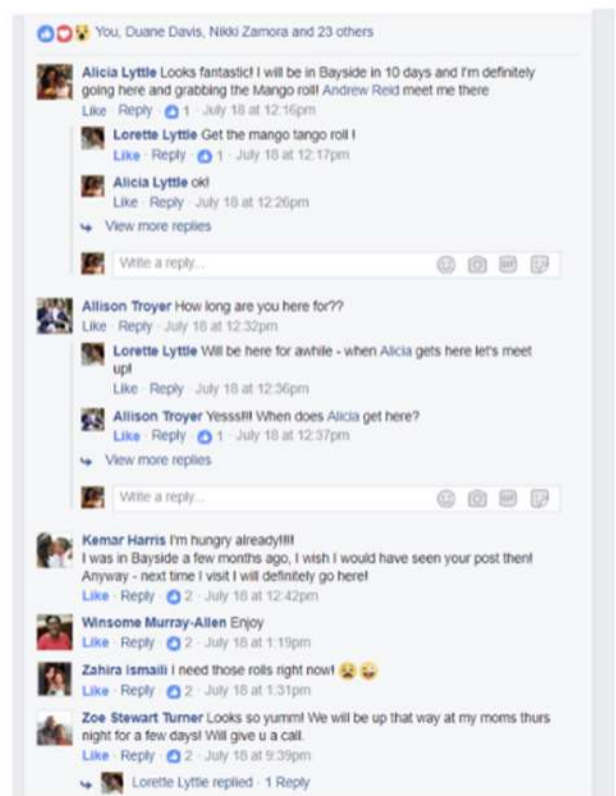 You, Duane Davis, Nikki Zamora and 23 others
Alicia Lyttle Looks fantastic! I will be in Bayside in 10 days and I'm definitely
going here and grabbing the Mango roll! Andrew Reid meet me there
Like · Reply · 1 · July 18 at 12:16pm
Lorette Lyttle Get the mango tango roll !
Like · Reply · 1 · July 18 at 12:17pm
Alicia Lyttle ok!
Like · Reply · July 18 at 12:26pm
View more replies
Write a reply...
GIF
Allison Troyer How long are you here for??
Like · Reply · July 18 at 12:32pm
Lorette Lyttle Will be here for awhile - when Alicia gets here let's meet
up!
Like · Reply · July 18 at 12:36pm
Allison Troyer Yesss!!! When does Alicia get here?
Like · Reply · 1 · July 18 at 12:37pm
View more replies
Write a reply...
GIF
Kemar Harris I'm hungry already!!!!
I was in Bayside a few months ago, I wish I would have seen your post then!
Anyway - next time I visit I will definitely go here!
Like · Reply · 2 · July 18 at 12:42pm
Winsome Murray-Allen Enjoy
Like · Reply · 2 · July 18 at 1:19pm
Zahira Ismaili I need those rolls right now!
Like · Reply · 2 · July 18 at 1:31pm
Zoe Stewart Turner Looks so yumm! We will be up that way at my moms thurs
night for a few days! Will give u a call.
Like · Reply · 2 · July 18 at 9:39pm
Lorette Lyttle replied · 1 Reply